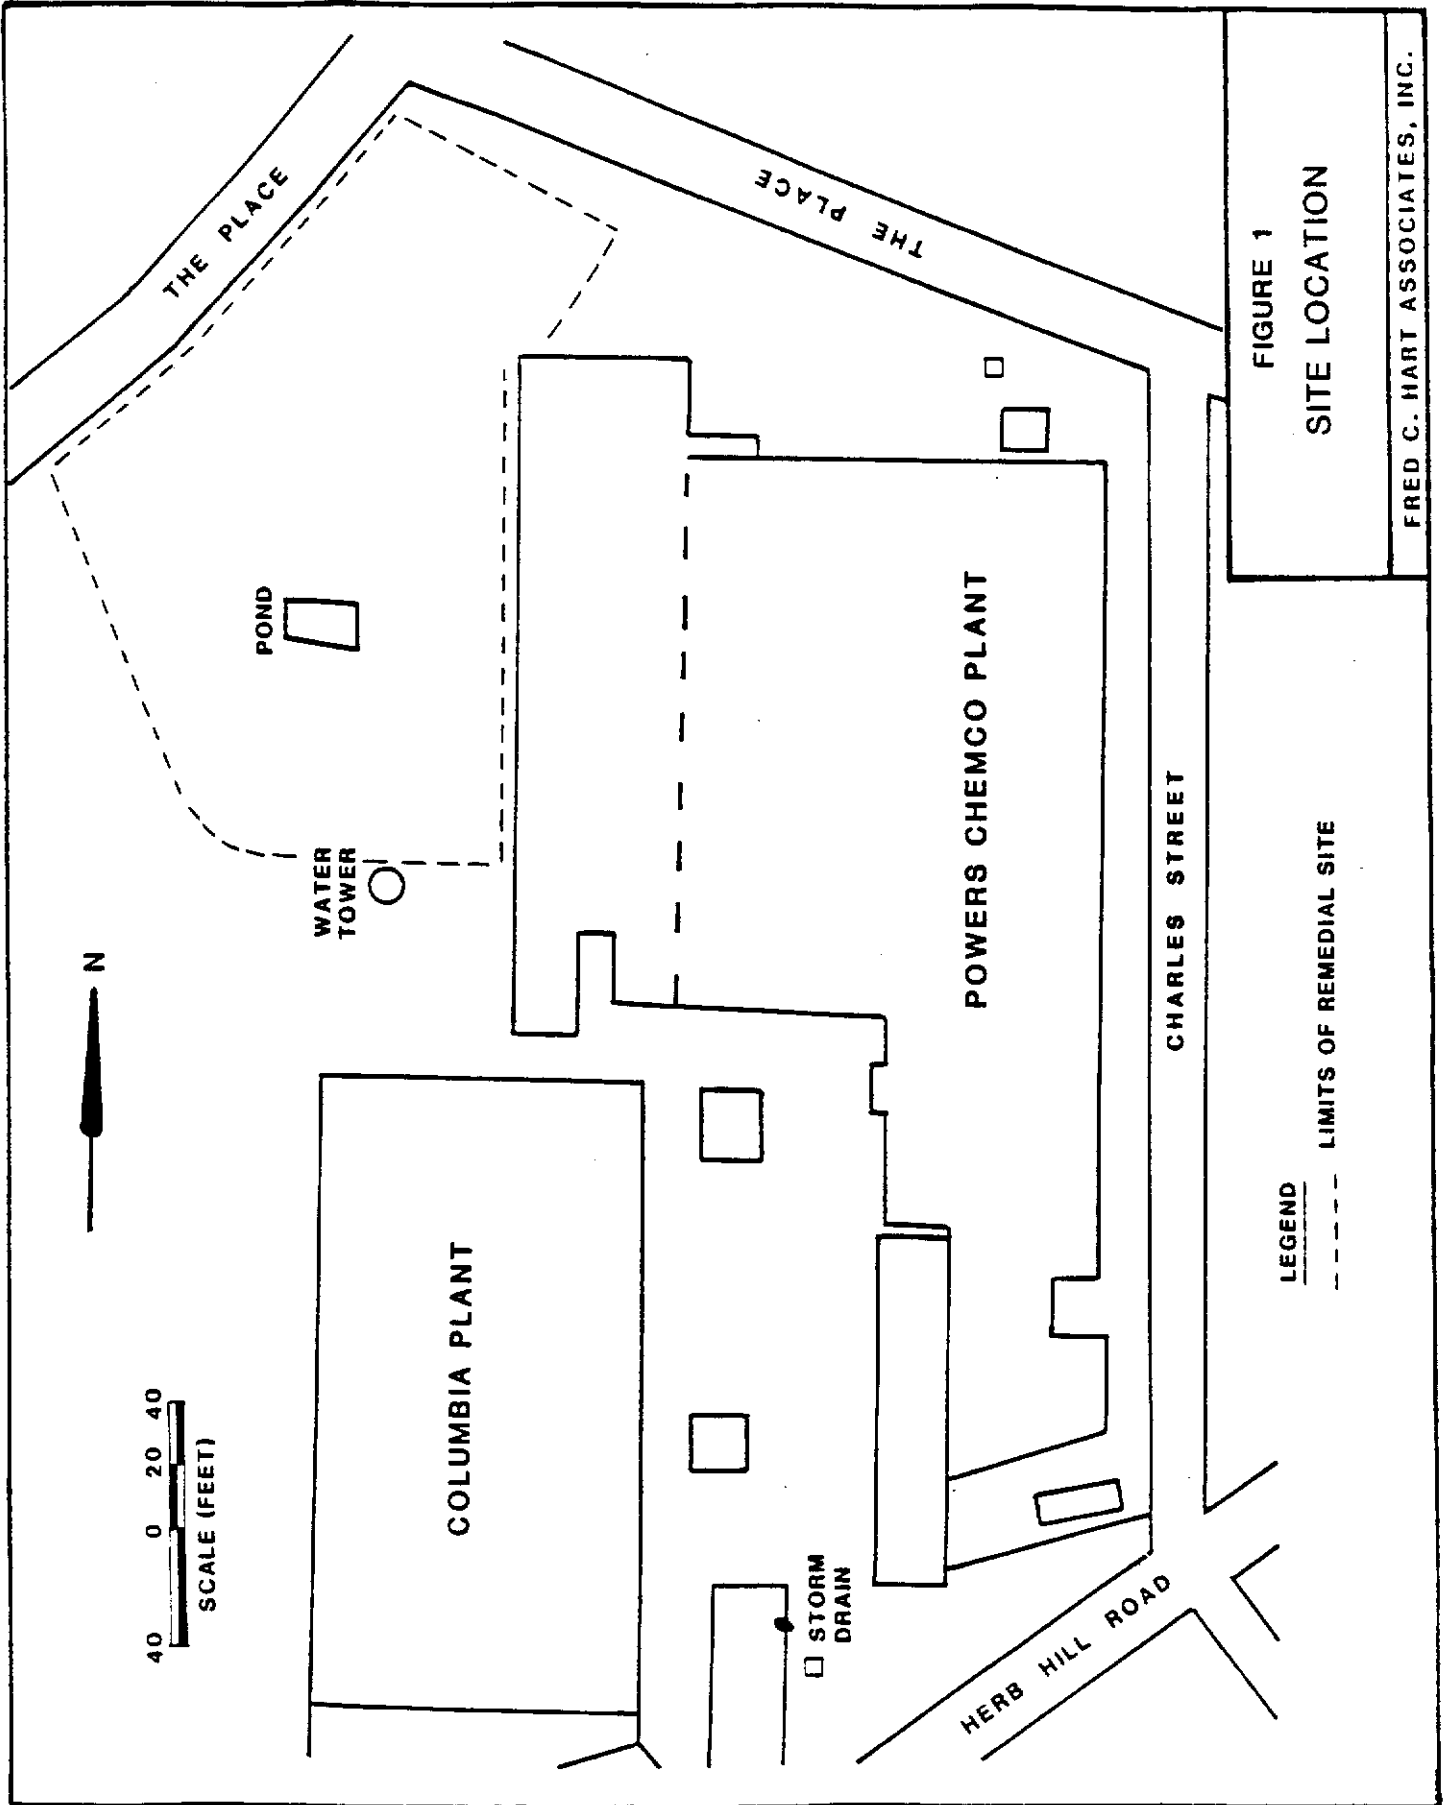 40 0 20 40
SCALE (FEET)
N
THE PLACE
THE PLACE
POND
WATER
TOWER
COLUMBIA PLANT
POWERS CHEMCO PLANT
STORM
DRAIN
HERB HILL ROAD
CHARLES STREET
LEGEND
LIMITS OF REMEDIAL SITE
FIGURE 1
SITE LOCATION
FRED C. HART ASSOCIATES, INC.